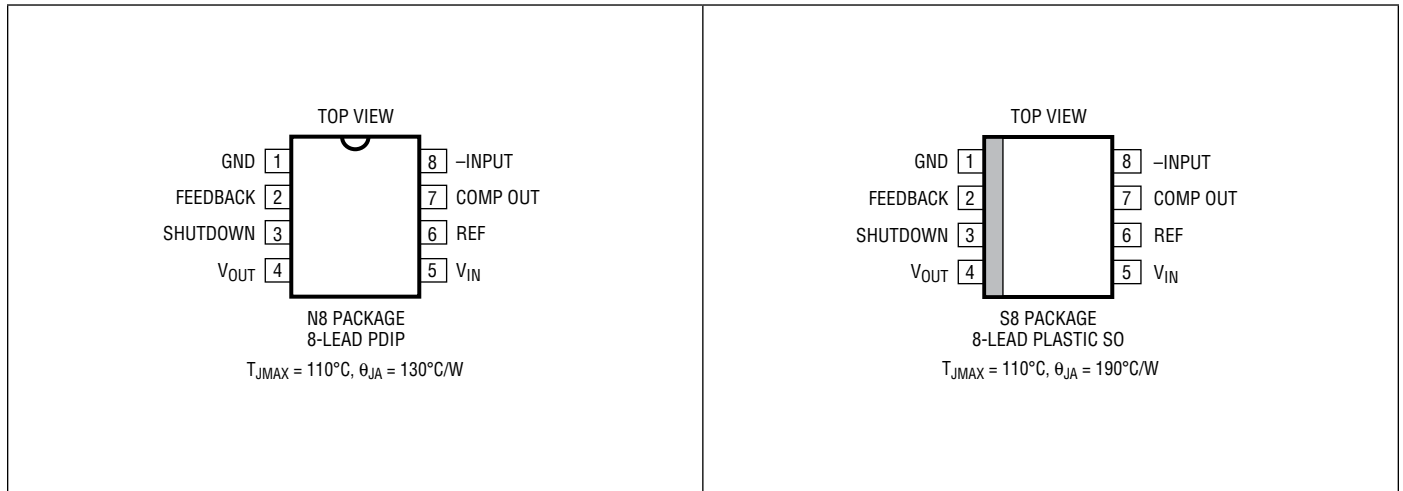 TOP VIEW
GND 1 8 –INPUT
FEEDBACK 2 7 COMP OUT
SHUTDOWN 3 6 REF
VOUT 4 5 VIN
N8 PACKAGE
8-LEAD PDIP
TJMAX = 110°C, θJA = 130°C/W
TOP VIEW
GND 1 8 –INPUT
FEEDBACK 2 7 COMP OUT
SHUTDOWN 3 6 REF
VOUT 4 5 VIN
S8 PACKAGE
8-LEAD PLASTIC SO
TJMAX = 110°C, θJA = 190°C/W